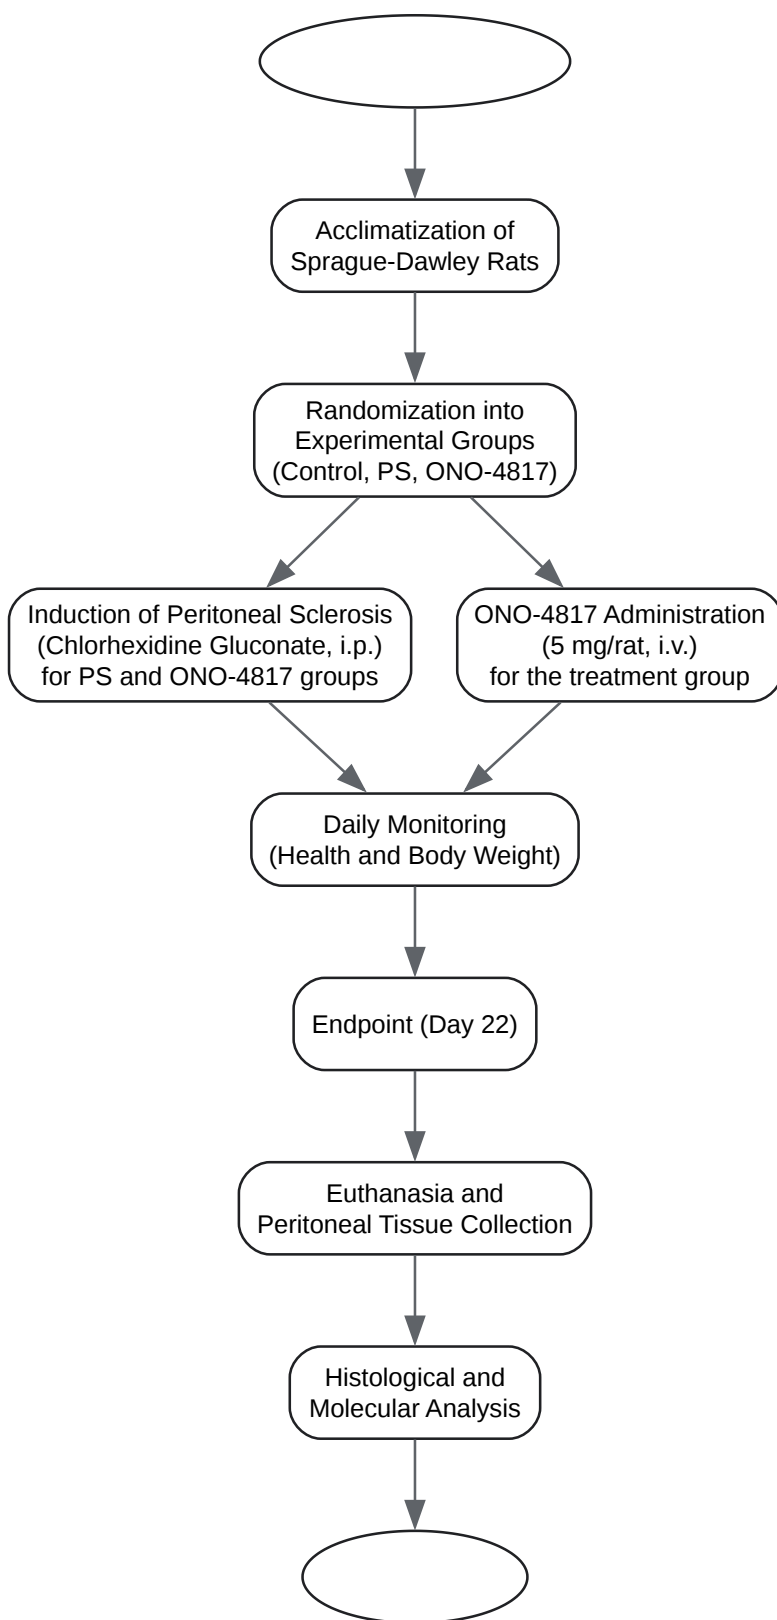 Acclimatization of
Sprague-Dawley Rats
Randomization into
Experimental Groups
(Control, PS, ONO-4817)
Induction of Peritoneal Sclerosis
(Chlorhexidine Gluconate, i.p.)
for PS and ONO-4817 groups
ONO-4817 Administration
(5 mg/rat, i.v.)
for the treatment group
Daily Monitoring
(Health and Body Weight)
Endpoint (Day 22)
Euthanasia and
Peritoneal Tissue Collection
Histological and
Molecular Analysis